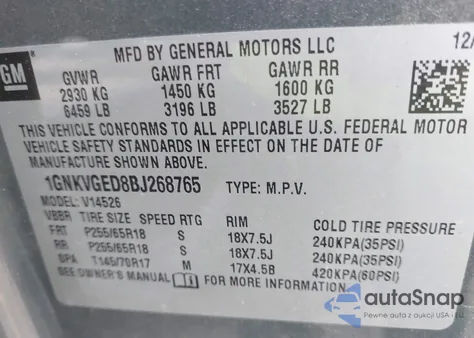 GM
MFD BY GENERAL MOTORS LLC 12/
GVWR GAWR FRT GAWR RR
2930 KG 1450 KG 1600 KG
6459 LB 3196 LB 3527 LB
THIS VEHICLE CONFORMS TO ALL APPLICABLE U.S. FEDERAL MOTOR
VEHICLE SAFETY STANDARDS IN EFFECT ON THE DATE OF
MANUFACTURE SHOWN ABOVE.
1GNKVGED8BJ268765 TYPE: M.P.V.
MODEL: V14526
VBBR TIRE SIZE SPEED RTG RIM COLD TIRE PRESSURE
FRT P255/65R18 S 18X7.5J 240KPA(35PSI)
RR P255/65R18 S 18X7.5J 240KPA(35PSI)
SPA T145/70R17 M 17X4.5B 420KPA(60PSI)
SEE OWNER'S MANUAL FOR MORE INFORMATION.
autoSnap
Pewne auta z aukcji USA i